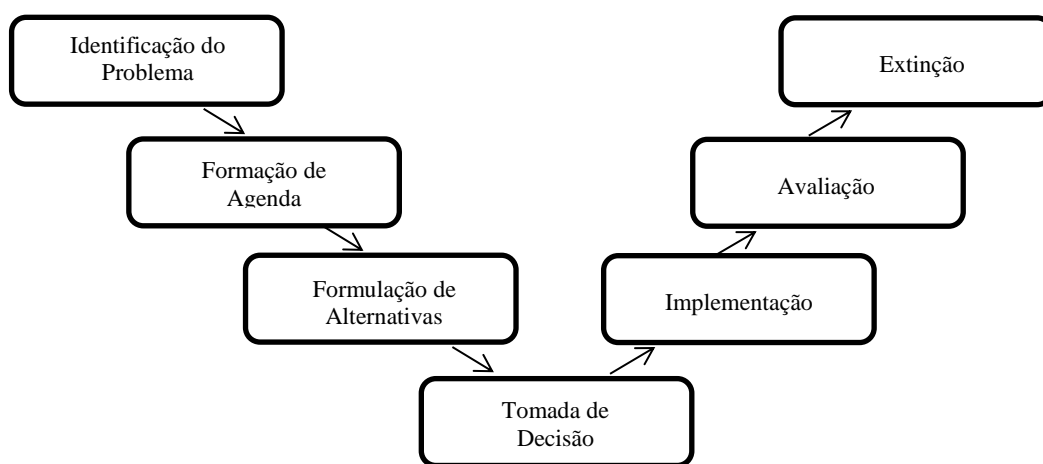 Identificação do
Problema
Formação de
Agenda
Formulação de
Alternativas
Tomada de
Decisão
Implementação
Avaliação
Extinção